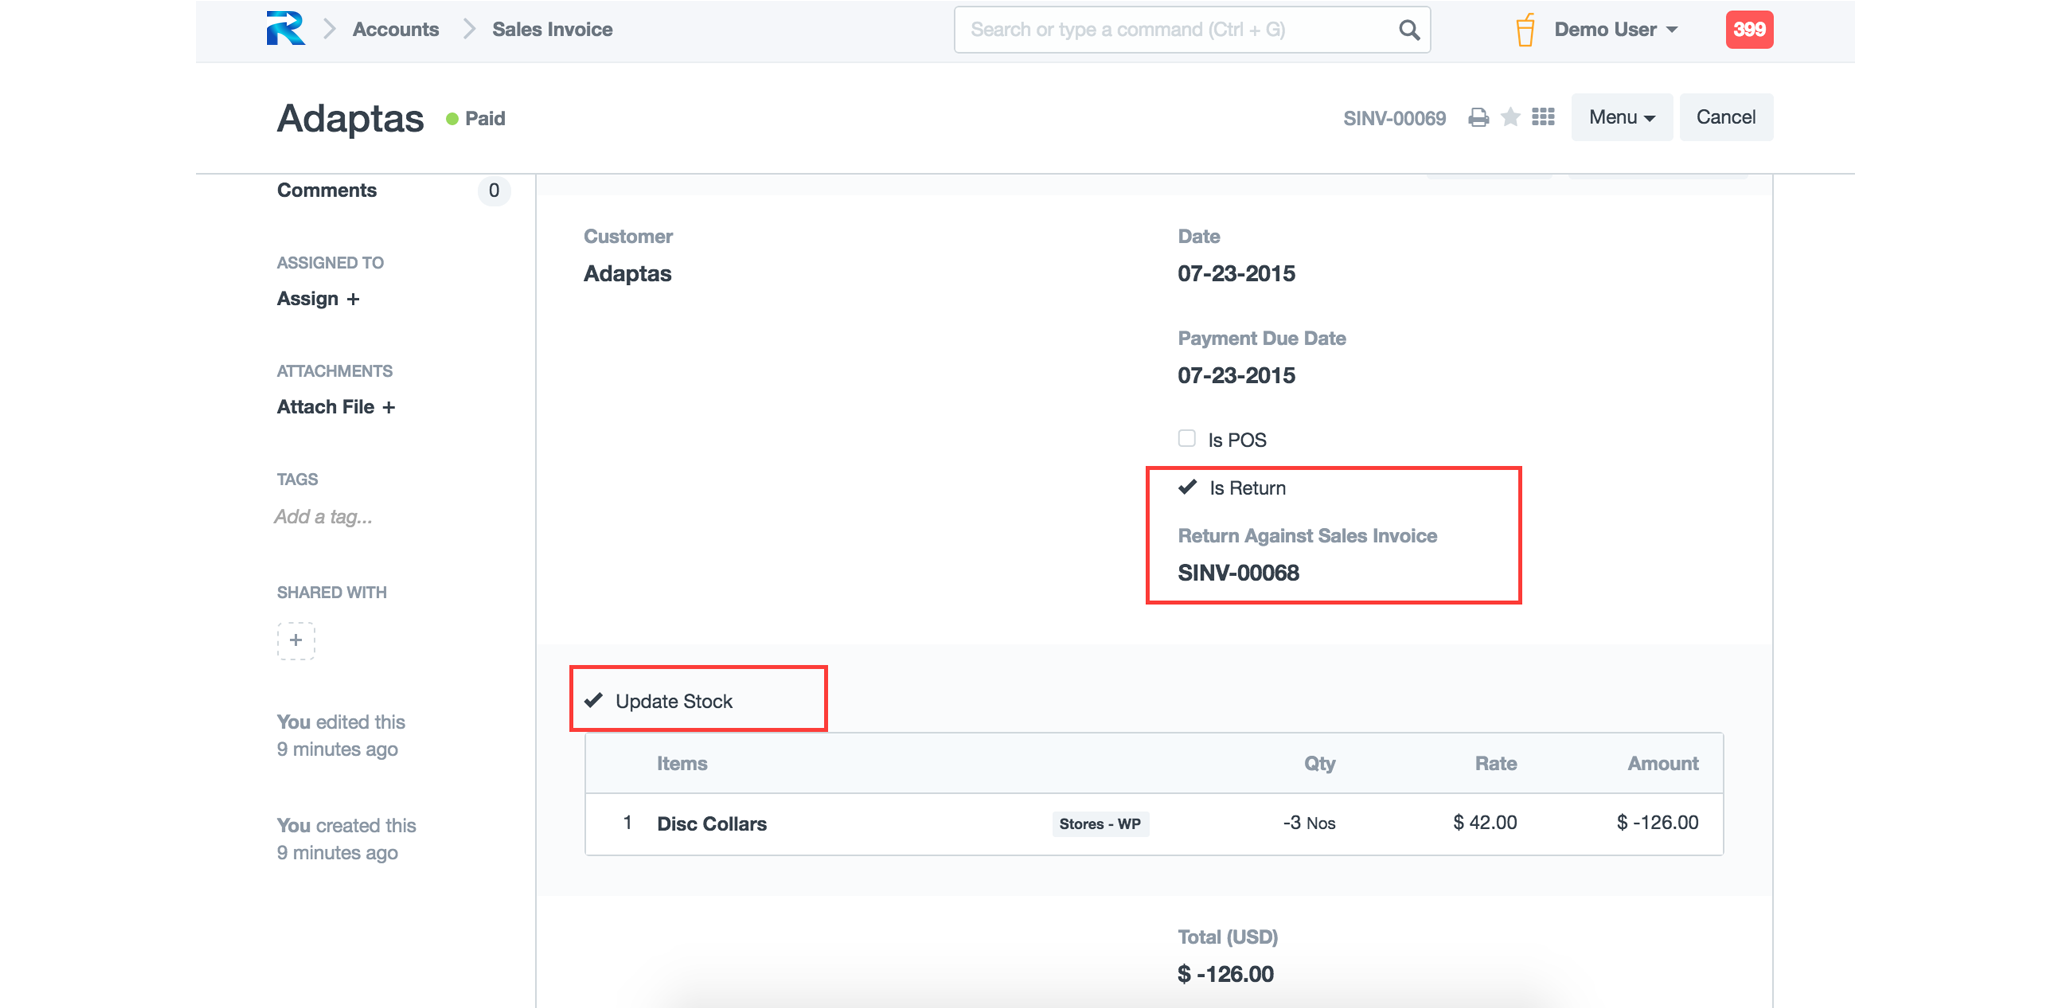 Accounts
Sales Invoice
Search or type a command (Ctrl + G)
Demo User
399
Adaptas
Paid
SINV-00069
Menu
Cancel
Comments
0
ASSIGNED TO
Assign +
ATTACHMENTS
Attach File +
TAGS
Add a tag...
SHARED WITH
+
You edited this
9 minutes ago
You created this
9 minutes ago
Customer
Adaptas
Date
07-23-2015
Payment Due Date
07-23-2015
Is POS
Is Return
Return Against Sales Invoice
SINV-00068
Update Stock
Items Qty Rate Amount
1 Disc Collars Stores - WP -3 Nos $ 42.00 $ -126.00
Total (USD)
$ -126.00